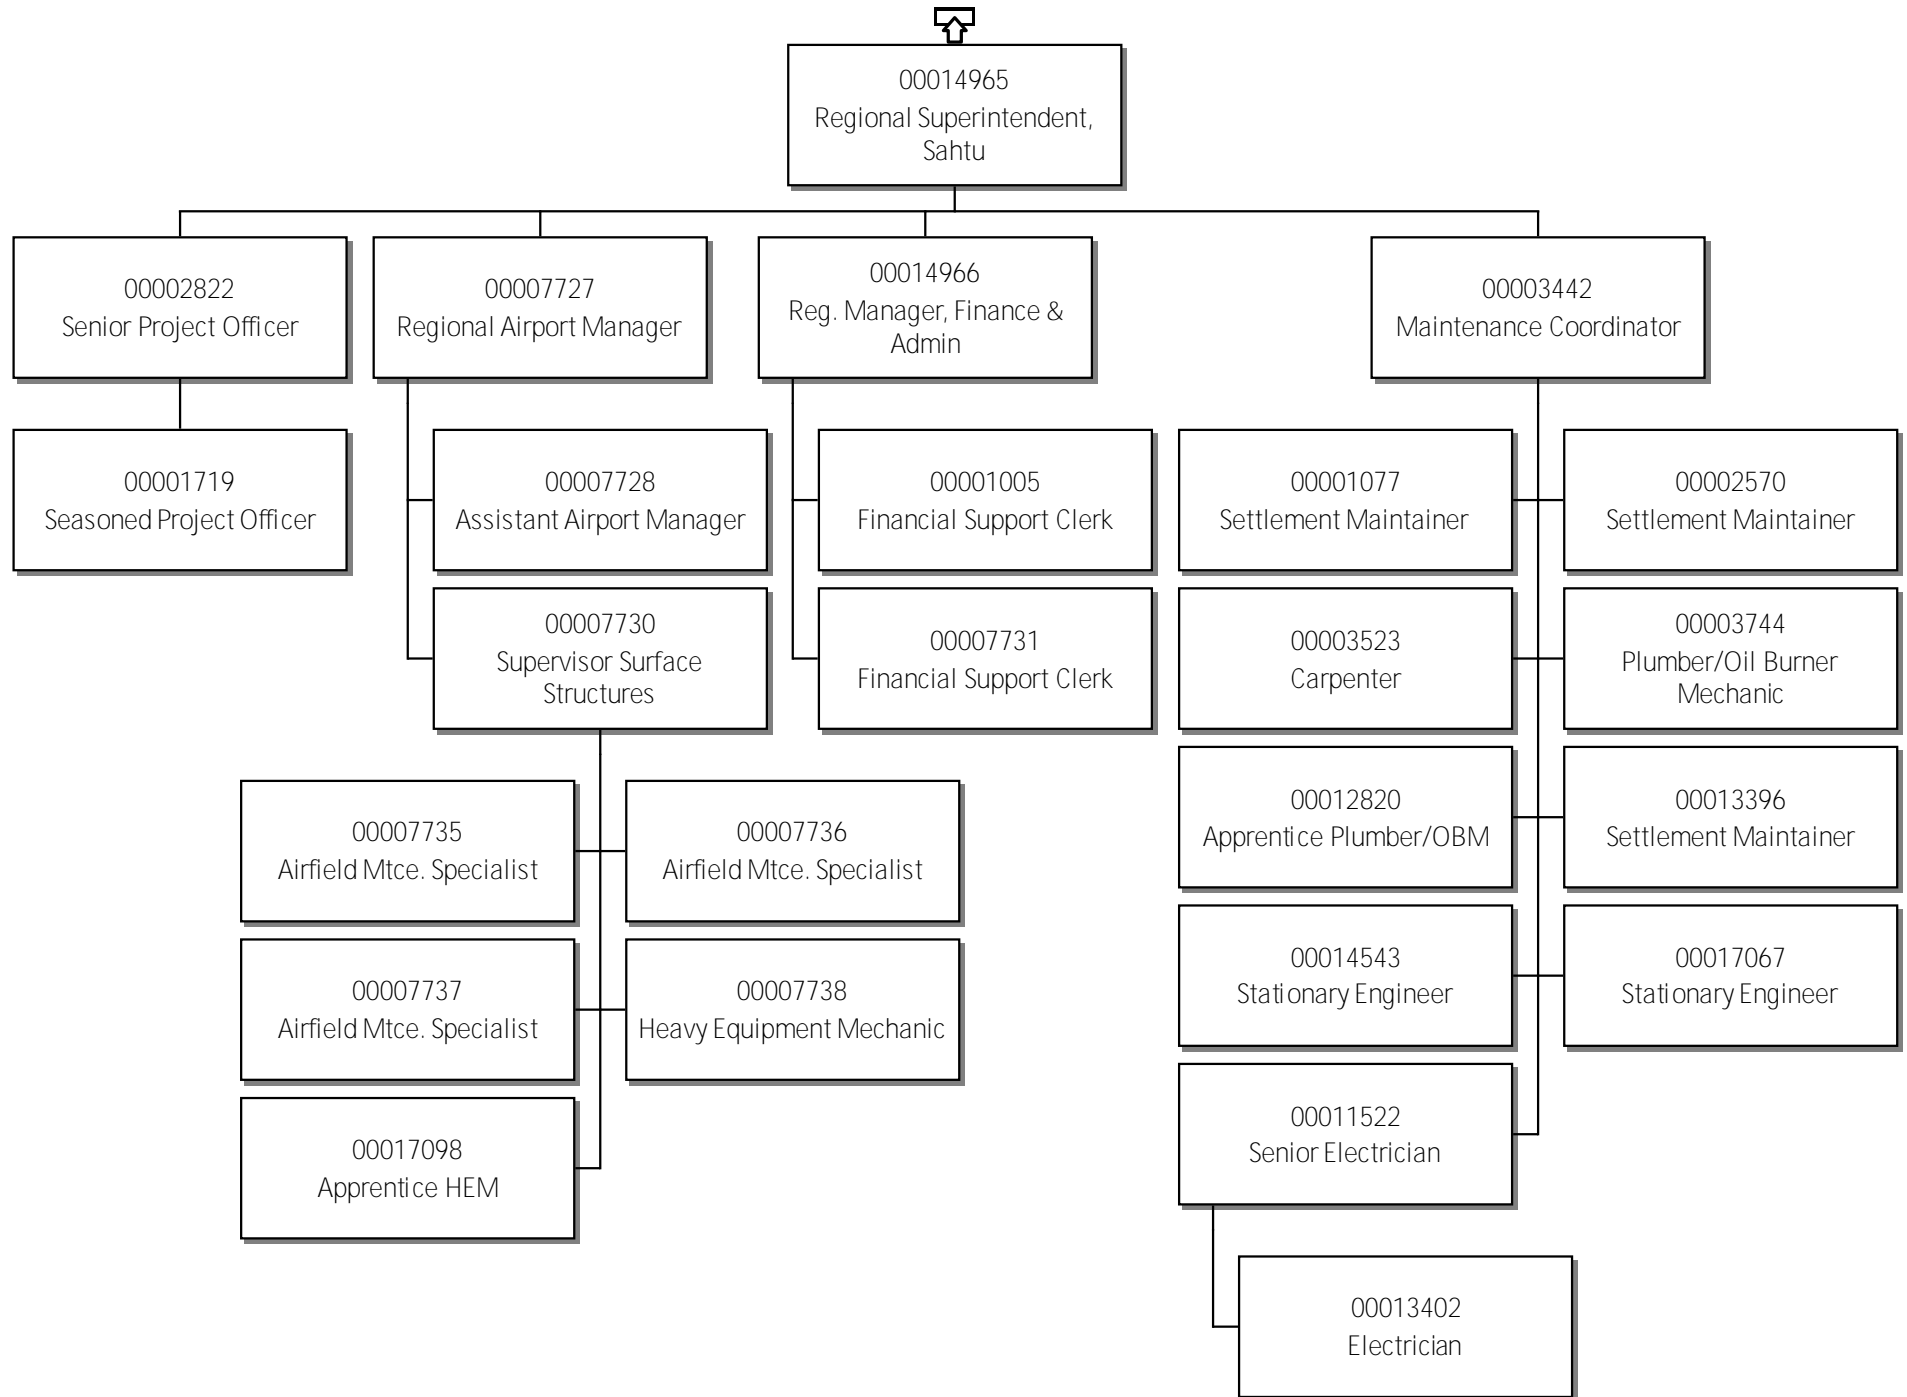 00014965
Regional Superintendent,
Sahtu
00002822
Senior Project Officer
00007727
Regional Airport Manager
00014966
Reg. Manager, Finance &
Admin
00003442
Maintenance Coordinator
00001719
Seasoned Project Officer
00007728
Assistant Airport Manager
00001005
Financial Support Clerk
00001077
Settlement Maintainer
00002570
Settlement Maintainer
00007730
Supervisor Surface
Structures
00007731
Financial Support Clerk
00003523
Carpenter
00003744
Plumber/Oil Burner
Mechanic
00007735
Airfield Mtce. Specialist
00007736
Airfield Mtce. Specialist
00012820
Apprentice Plumber/OBM
00013396
Settlement Maintainer
00007737
Airfield Mtce. Specialist
00007738
Heavy Equipment Mechanic
00014543
Stationary Engineer
00017067
Stationary Engineer
00017098
Apprentice HEM
00011522
Senior Electrician
00013402
Electrician